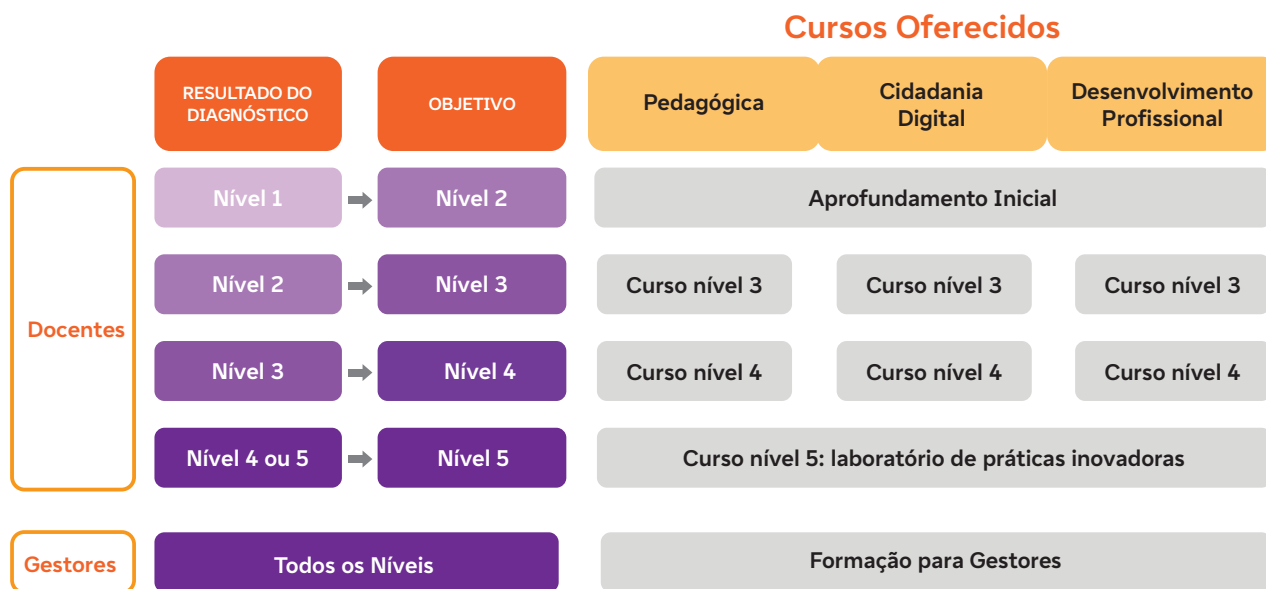 Cursos Oferecidos
RESULTADO DO
DIAGNÓSTICO
OBJETIVO
Pedagógica
Cidadania
Digital
Desenvolvimento
Profissional
Docentes
Nível 1
Nível 2
Aprofundamento Inicial
Nível 2
Nível 3
Curso nível 3
Curso nível 3
Curso nível 3
Nível 3
Nível 4
Curso nível 4
Curso nível 4
Curso nível 4
Nível 4 ou 5
Nível 5
Curso nível 5: laboratório de práticas inovadoras
Gestores
Todos os Níveis
Formação para Gestores